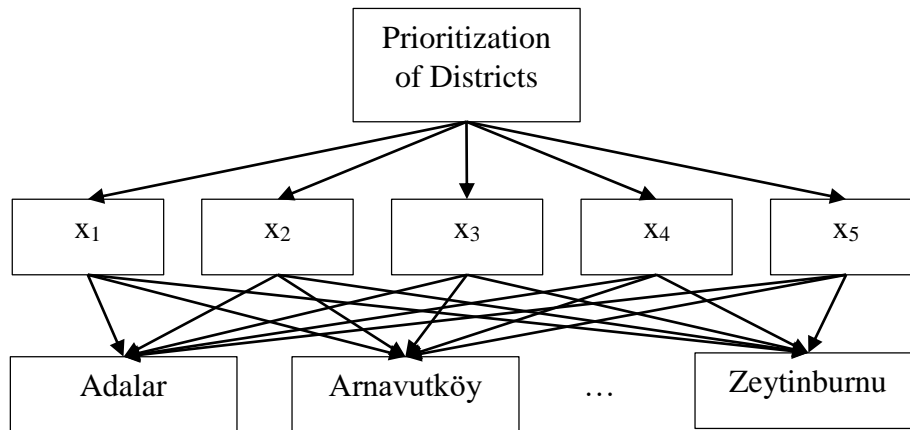 Prioritization
of Districts
x₁ x₂ x₃ x₄ x₅
Adalar Arnavutköy … Zeytinburnu